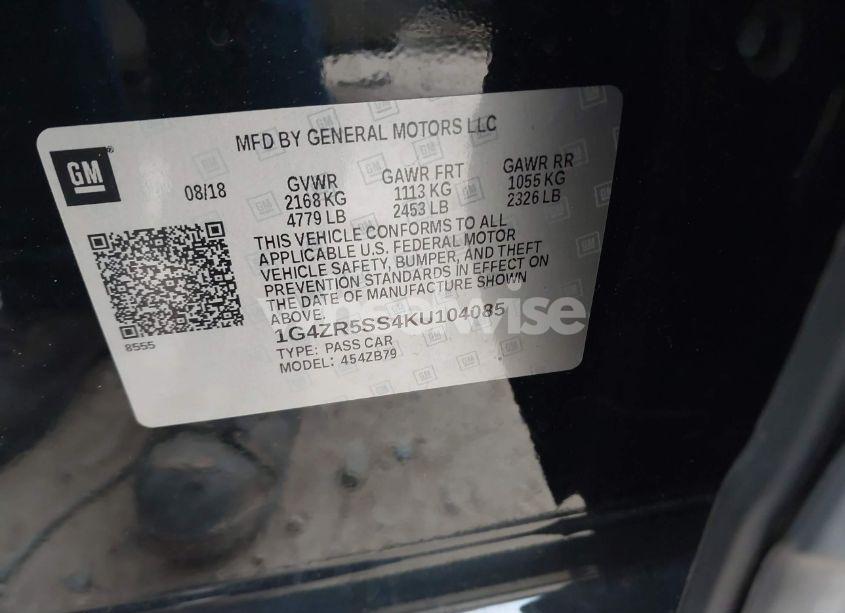 MFD BY GENERAL MOTORS LLC
GM
08/18
GVWR GAWR FRT GAWR RR
2168 KG 1113 KG 1055 KG
4779 LB 2453 LB 2326 LB
THIS VEHICLE CONFORMS TO ALL
APPLICABLE U.S. FEDERAL MOTOR
VEHICLE SAFETY, BUMPER, AND THEFT
PREVENTION STANDARDS IN EFFECT ON
THE DATE OF MANUFACTURE SHOWN
ABOVE.
1G4ZR5SS4KU104085
TYPE: PASS CAR
MODEL: 454ZB79
8555